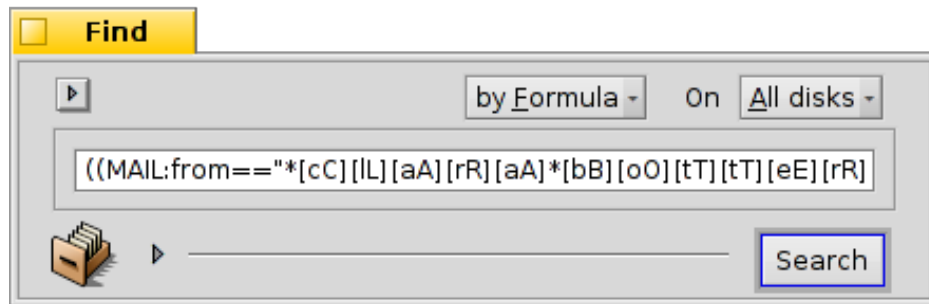 Find
by Formula On All disks
((MAIL:from=="*[cC][lL][aA][rR][aA]*[bB][oO][tT][tT][eE][rR]
Search